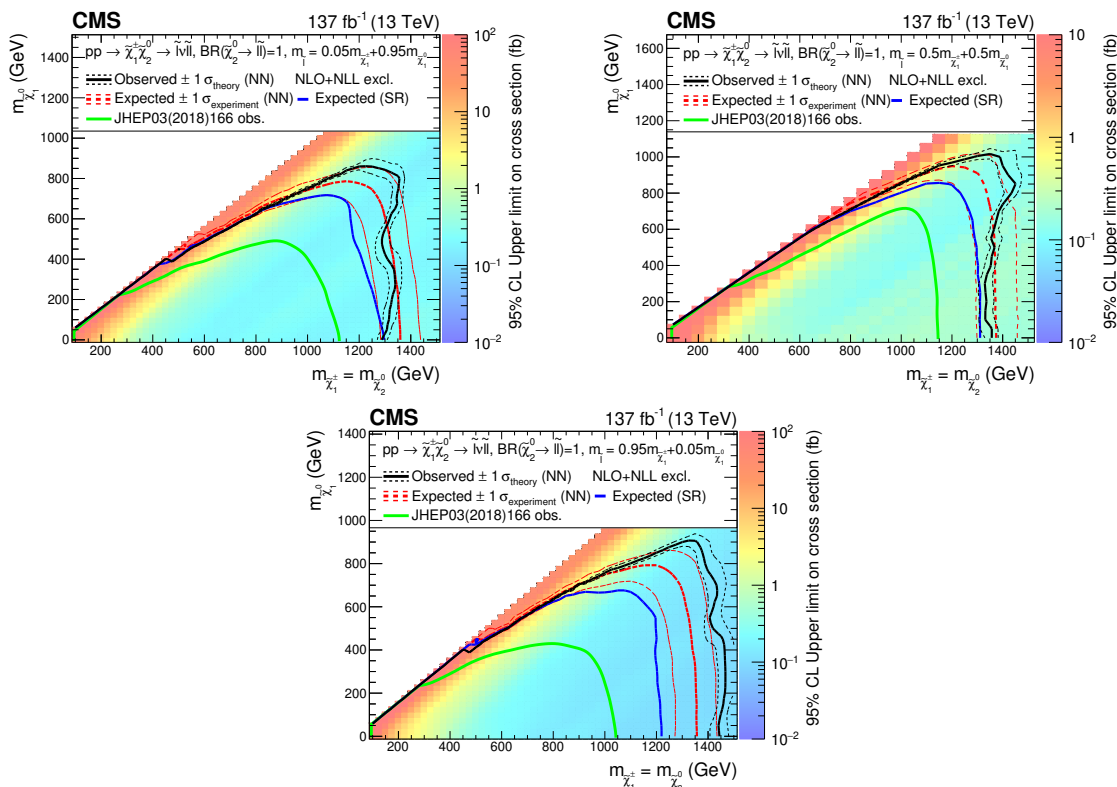 CMS 137 fb⁻¹ (13 TeV)
pp → χ̃₁^± χ̃₂⁰ → l̃νl̃l, BR(χ̃₂⁰→ l̃l)=1, m_l̃ = 0.05m_χ̃₁^± +0.95m_χ̃₁⁰
Observed ± 1 σ_theory (NN) NLO+NLL excl.
Expected ± 1 σ_experiment (NN) Expected (SR)
JHEP03(2018)166 obs.
m_χ̃₁⁰ (GeV)
0 200 400 600 800 1000 1200 1400
200 400 600 800 1000 1200 1400
m_χ̃₁^± = m_χ̃₂⁰ (GeV)
10² 10 1 10⁻¹ 10⁻²
95% CL Upper limit on cross section (fb)
CMS 137 fb⁻¹ (13 TeV)
pp → χ̃₁^± χ̃₂⁰ → l̃νl̃l, BR(χ̃₂⁰→ l̃l)=1, m_l̃ = 0.5m_χ̃₁^± +0.5m_χ̃₁⁰
Observed ± 1 σ_theory (NN) NLO+NLL excl.
Expected ± 1 σ_experiment (NN) Expected (SR)
JHEP03(2018)166 obs.
m_χ̃₁⁰ (GeV)
0 200 400 600 800 1000 1200 1400 1600
200 400 600 800 1000 1200 1400
m_χ̃₁^± = m_χ̃₂⁰ (GeV)
10 1 10⁻¹ 10⁻²
95% CL Upper limit on cross section (fb)
CMS 137 fb⁻¹ (13 TeV)
pp → χ̃₁^± χ̃₂⁰ → l̃νl̃l, BR(χ̃₂⁰→ l̃l)=1, m_l̃ = 0.95m_χ̃₁^± +0.05m_χ̃₁⁰
Observed ± 1 σ_theory (NN) NLO+NLL excl.
Expected ± 1 σ_experiment (NN) Expected (SR)
JHEP03(2018)166 obs.
m_χ̃₁⁰ (GeV)
0 200 400 600 800 1000 1200 1400
200 400 600 800 1000 1200 1400
m_χ̃₁^± = m_χ̃₂⁰ (GeV)
10² 10 1 10⁻¹ 10⁻²
95% CL Upper limit on cross section (fb)